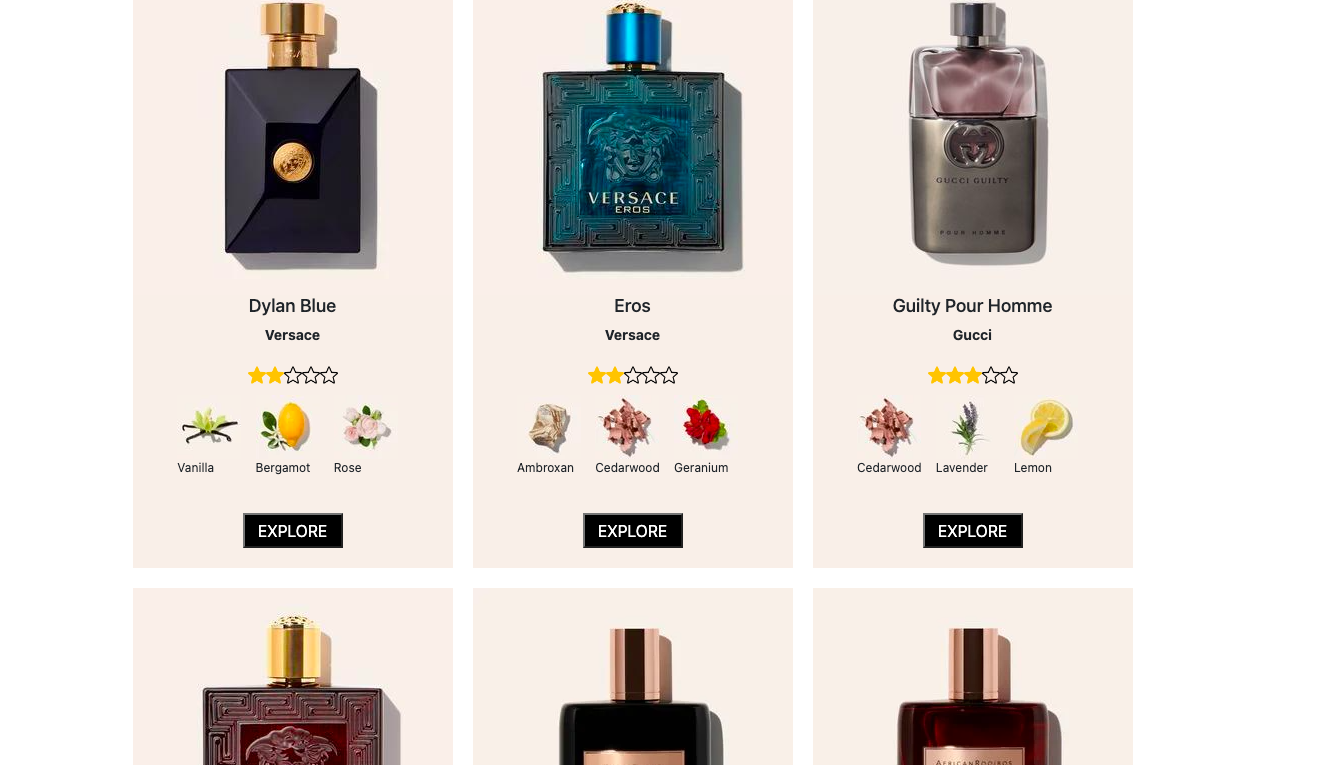 VERSACE
EROS
GUCCI GUILTY
POUR HOMME
Dylan Blue
Versace
Eros
Versace
Guilty Pour Homme
Gucci
Vanilla
Bergamot
Rose
Ambroxan
Cedarwood
Geranium
Cedarwood
Lavender
Lemon
EXPLORE
EXPLORE
EXPLORE
AFRICAN ROOIBOS